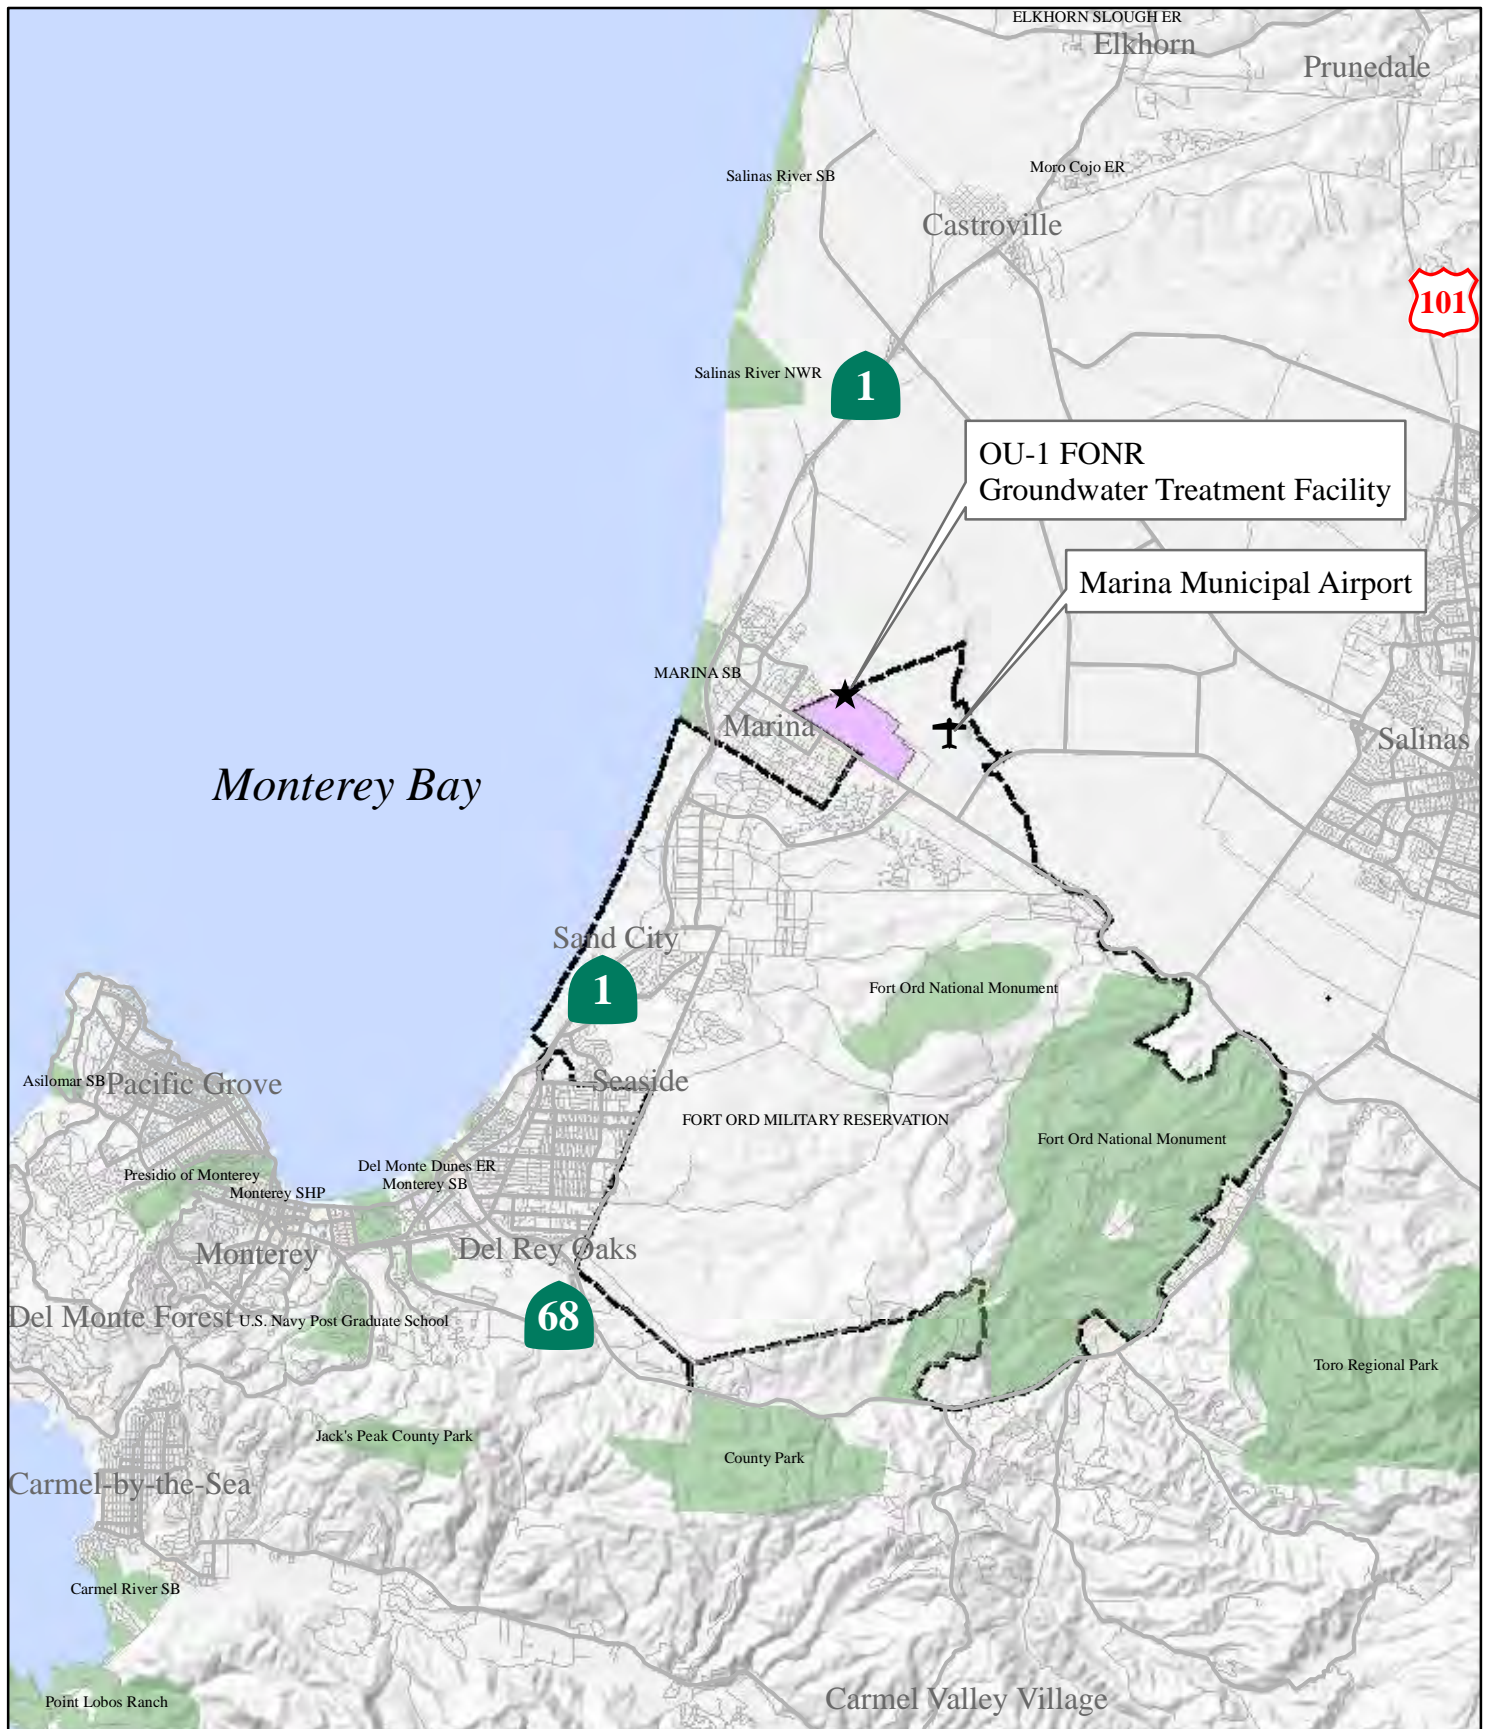 ELKHORN SLOUGH ER
Elkhorn
Prunedale
Moro Cojo ER
Salinas River SB
Castroville
101
Salinas River NWR
1
OU-1 FONR
Groundwater Treatment Facility
Marina Municipal Airport
MARINA SB
Marina
Salinas
Monterey Bay
Sand City
1
Fort Ord National Monument
Asilomar SB
Pacific Grove
Seaside
FORT ORD MILITARY RESERVATION
Fort Ord National Monument
Presidio of Monterey
Del Monte Dunes ER
Monterey SB
Monterey SHP
Monterey
Del Rey Oaks
Del Monte Forest
U.S. Navy Post Graduate School
68
Toro Regional Park
Jack's Peak County Park
County Park
Carmel-by-the-Sea
Carmel River SB
Point Lobos Ranch
Carmel Valley Village